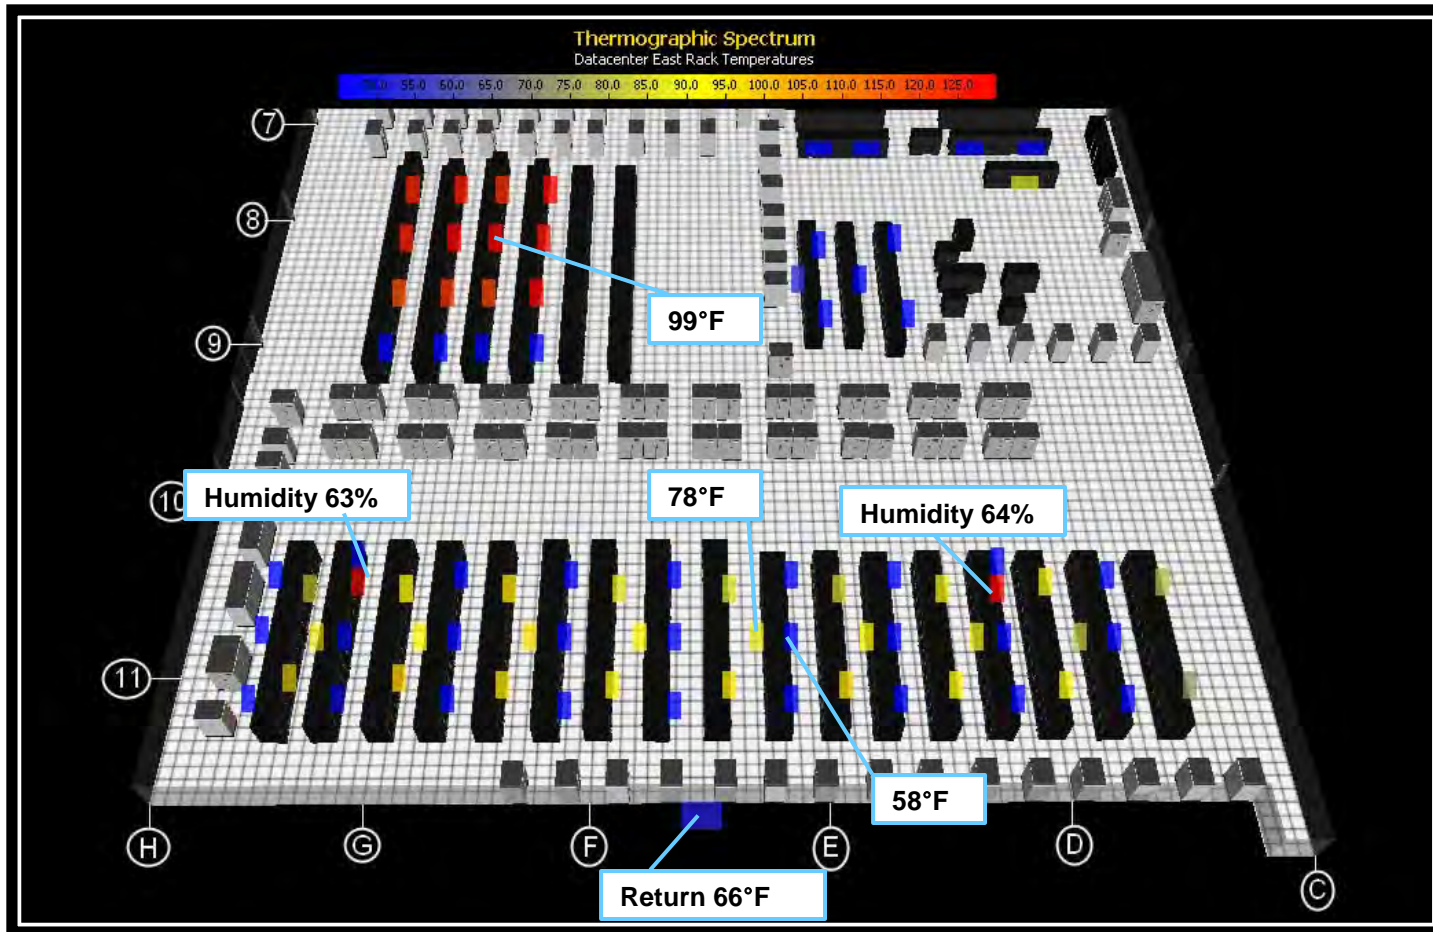 Thermographic Spectrum
Datacenter East Rack Temperatures
55.0 60.0 65.0 70.0 75.0 80.0 85.0 90.0 95.0 100.0 105.0 110.0 115.0 120.0 125.0
7
8
99°F
9
10
Humidity 63%
78°F
Humidity 64%
11
58°F
H
G
F
E
D
C
Return 66°F